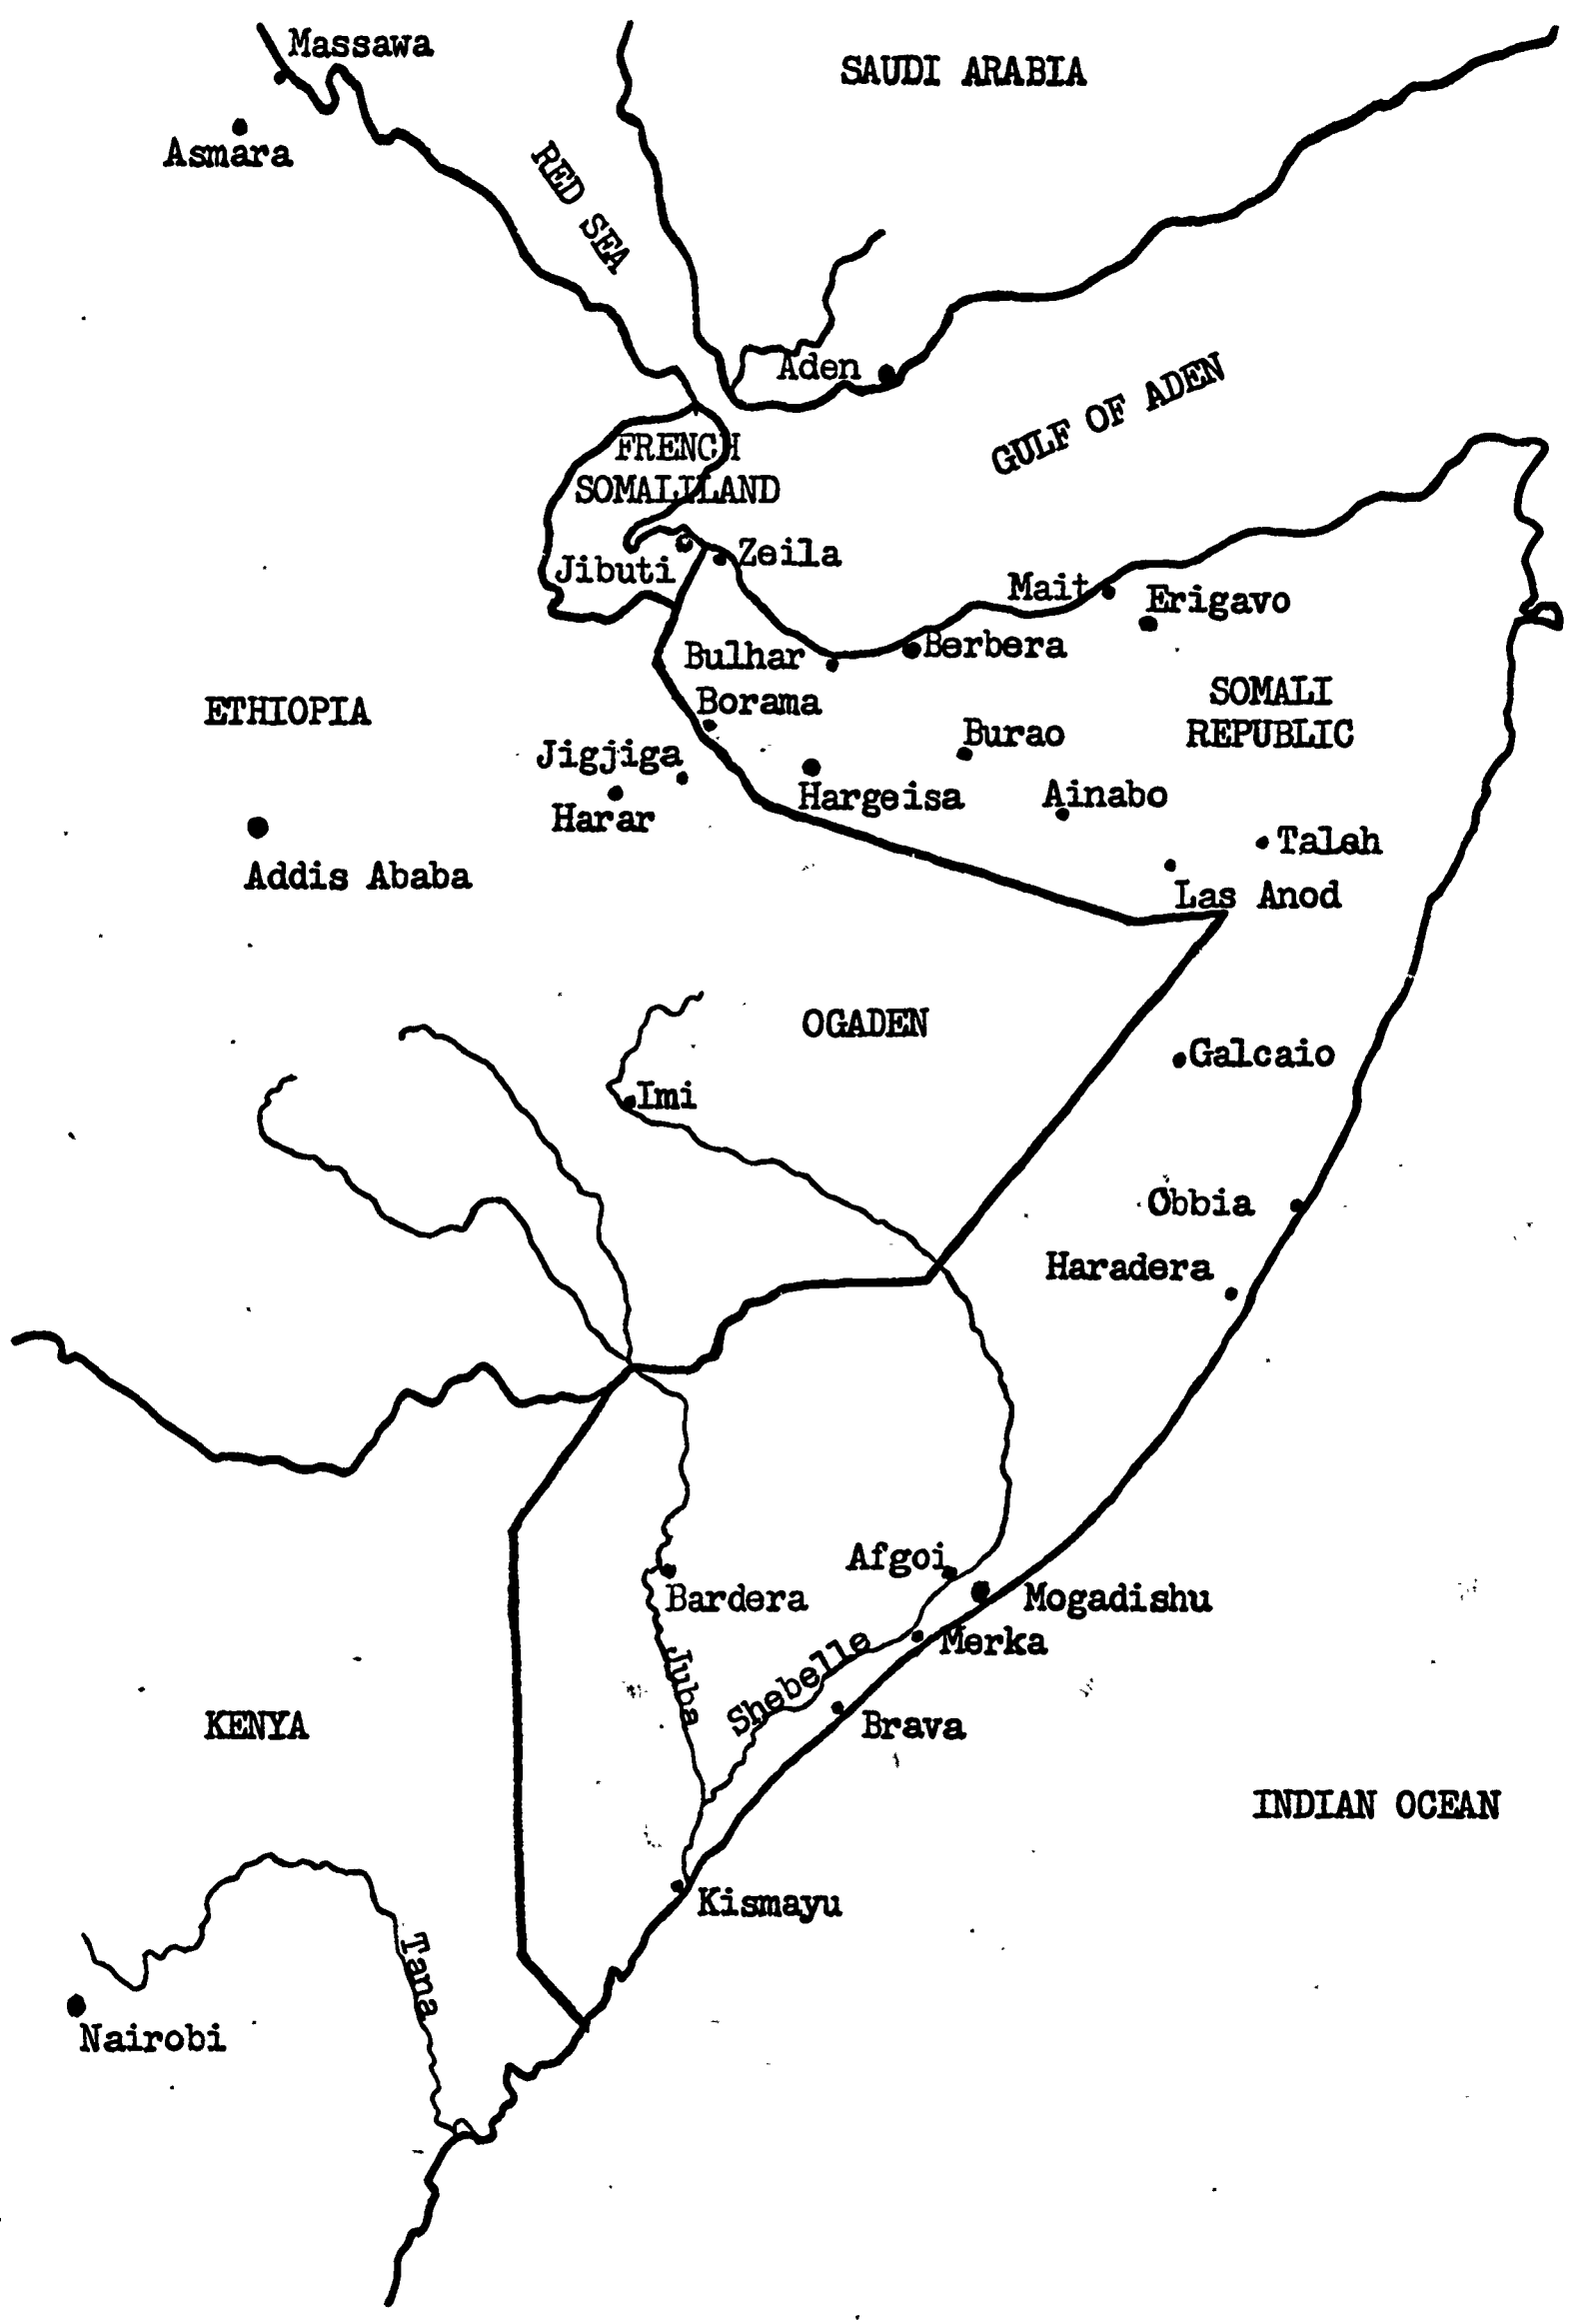 Massawa
SAUDI ARABIA
Asmara
RED SEA
Aden
GULF OF ADEN
FRENCH
SOMALILAND
Zeila
Jibuti
Mait
Erigavo
Berbera
Bulhar
SOMALI
REPUBLIC
ETHIOPIA
Borama
Burao
Jigjiga
Hargeisa
Ainabo
Harar
Taleh
Addis Ababa
Las Anod
OGADEN
Galcaio
Imi
Obbia
Haradera
Afgoi
Bardera
Mogadishu
Merka
Juba
Shebelle
KENYA
Brava
INDIAN OCEAN
Kismayu
Tana
Nairobi